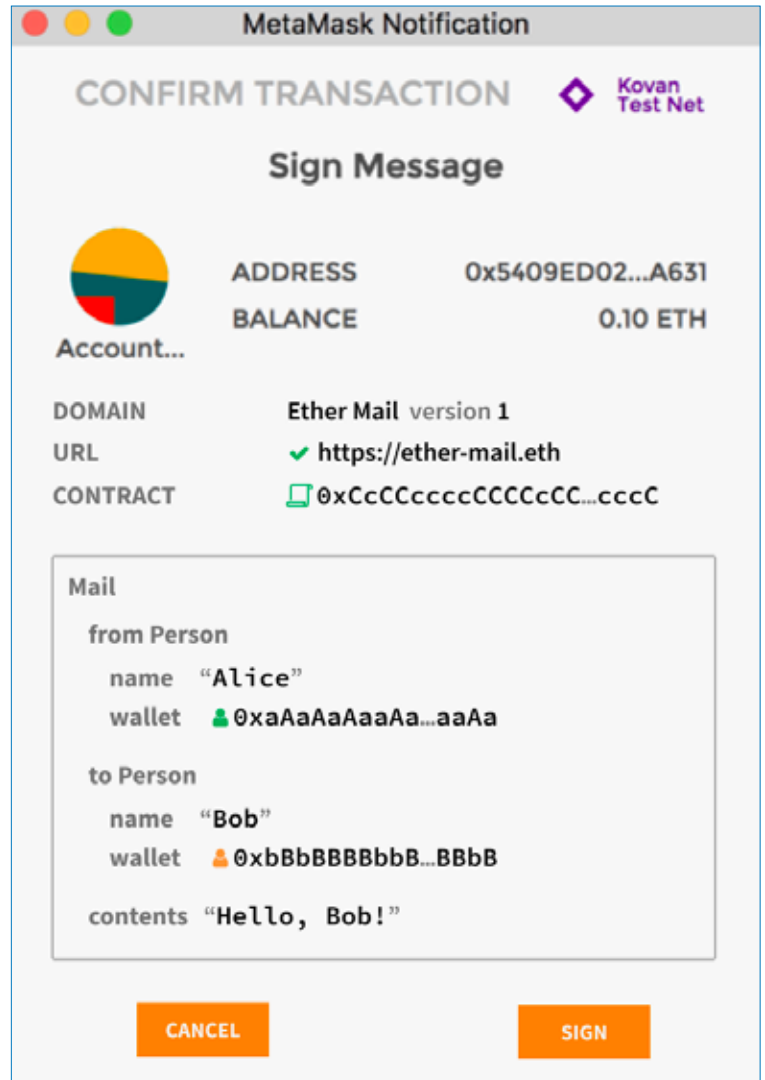 MetaMask Notification
CONFIRM TRANSACTION
Kovan
Test Net
Sign Message
ADDRESS 0x5409ED02...A631
BALANCE 0.10 ETH
Account...
DOMAIN Ether Mail version 1
URL https://ether-mail.eth
CONTRACT 0xCcCCccccCCCCcCC…cccC
Mail
from Person
name “Alice”
wallet 0xaAaAaAaaAa…aaAa
to Person
name “Bob”
wallet 0xbBbBBBBbbB…BBbB
contents “Hello, Bob!”
CANCEL SIGN